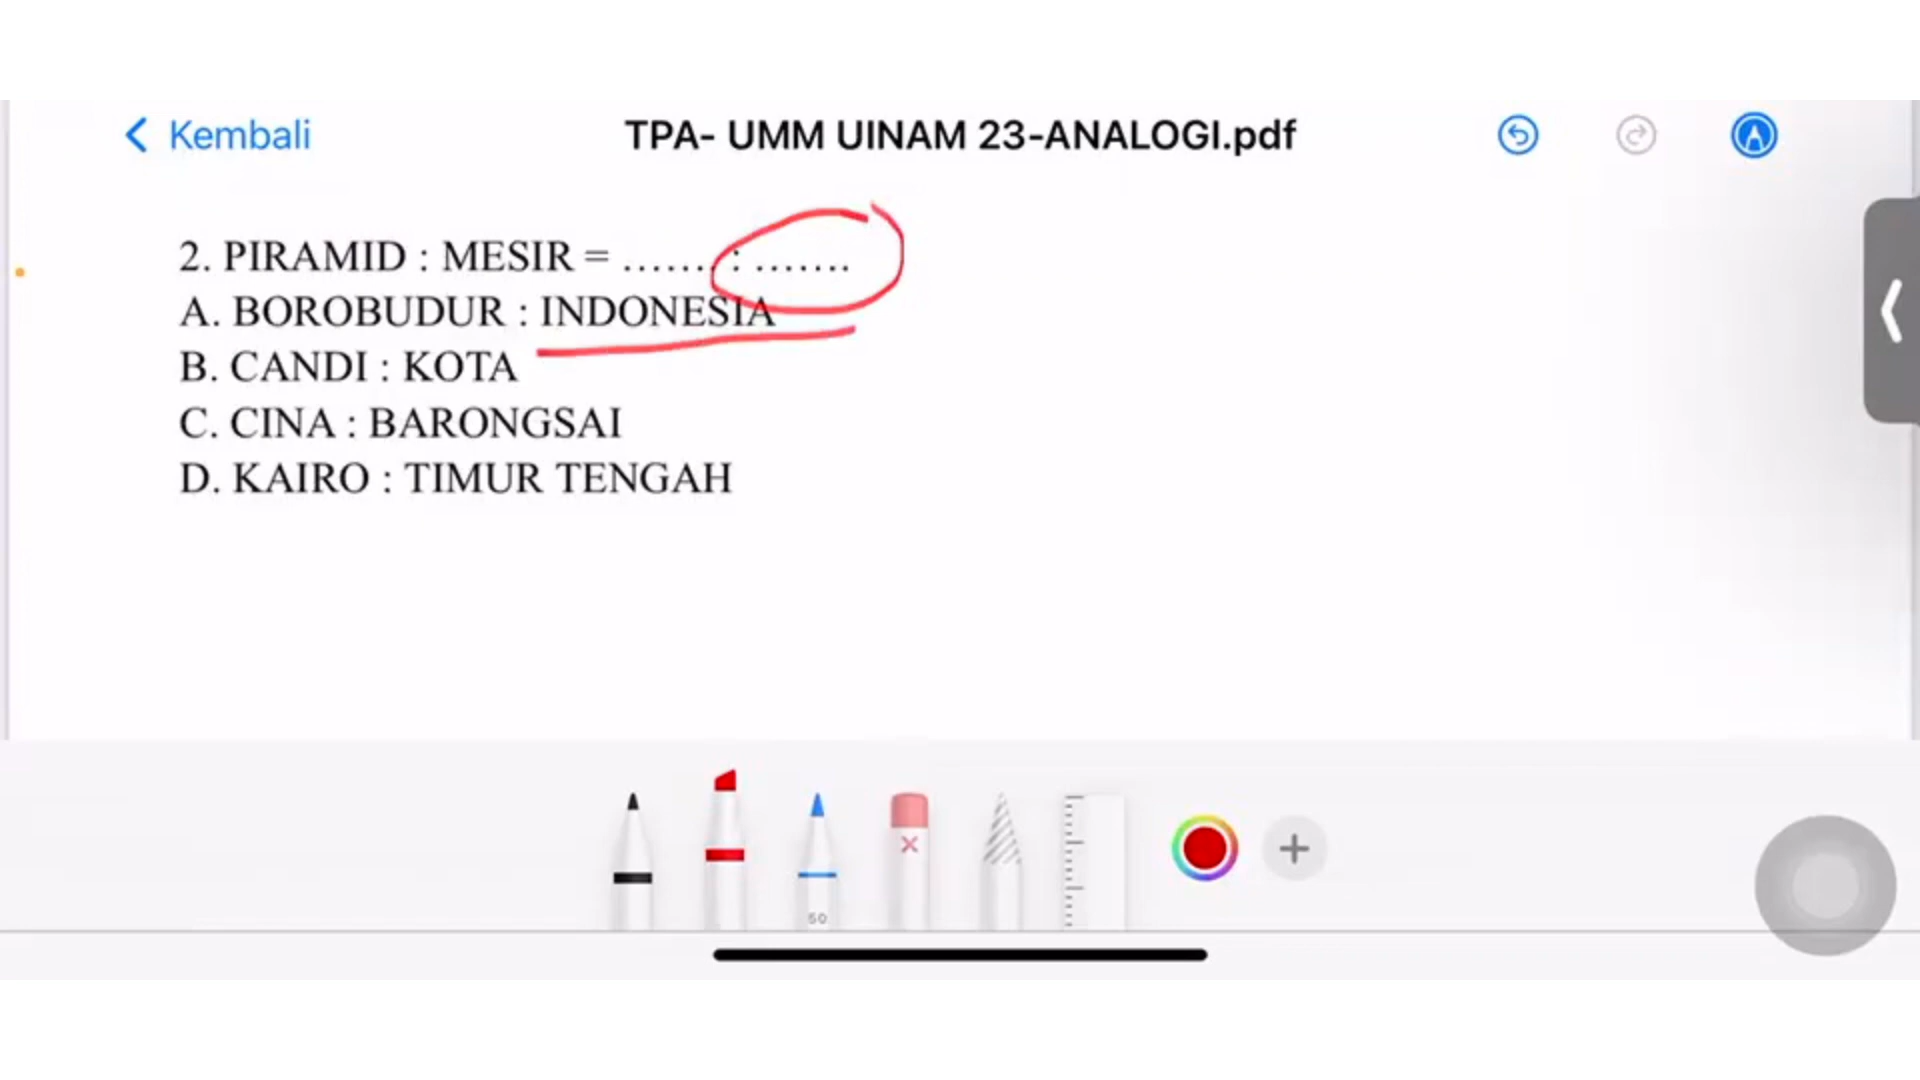 Kembali
TPA- UMM UINAM 23-ANALOGI.pdf
2. PIRAMID : MESIR = ....... : .......
A. BOROBUDUR : INDONESIA
B. CANDI : KOTA
C. CINA : BARONGSAI
D. KAIRO : TIMUR TENGAH
50